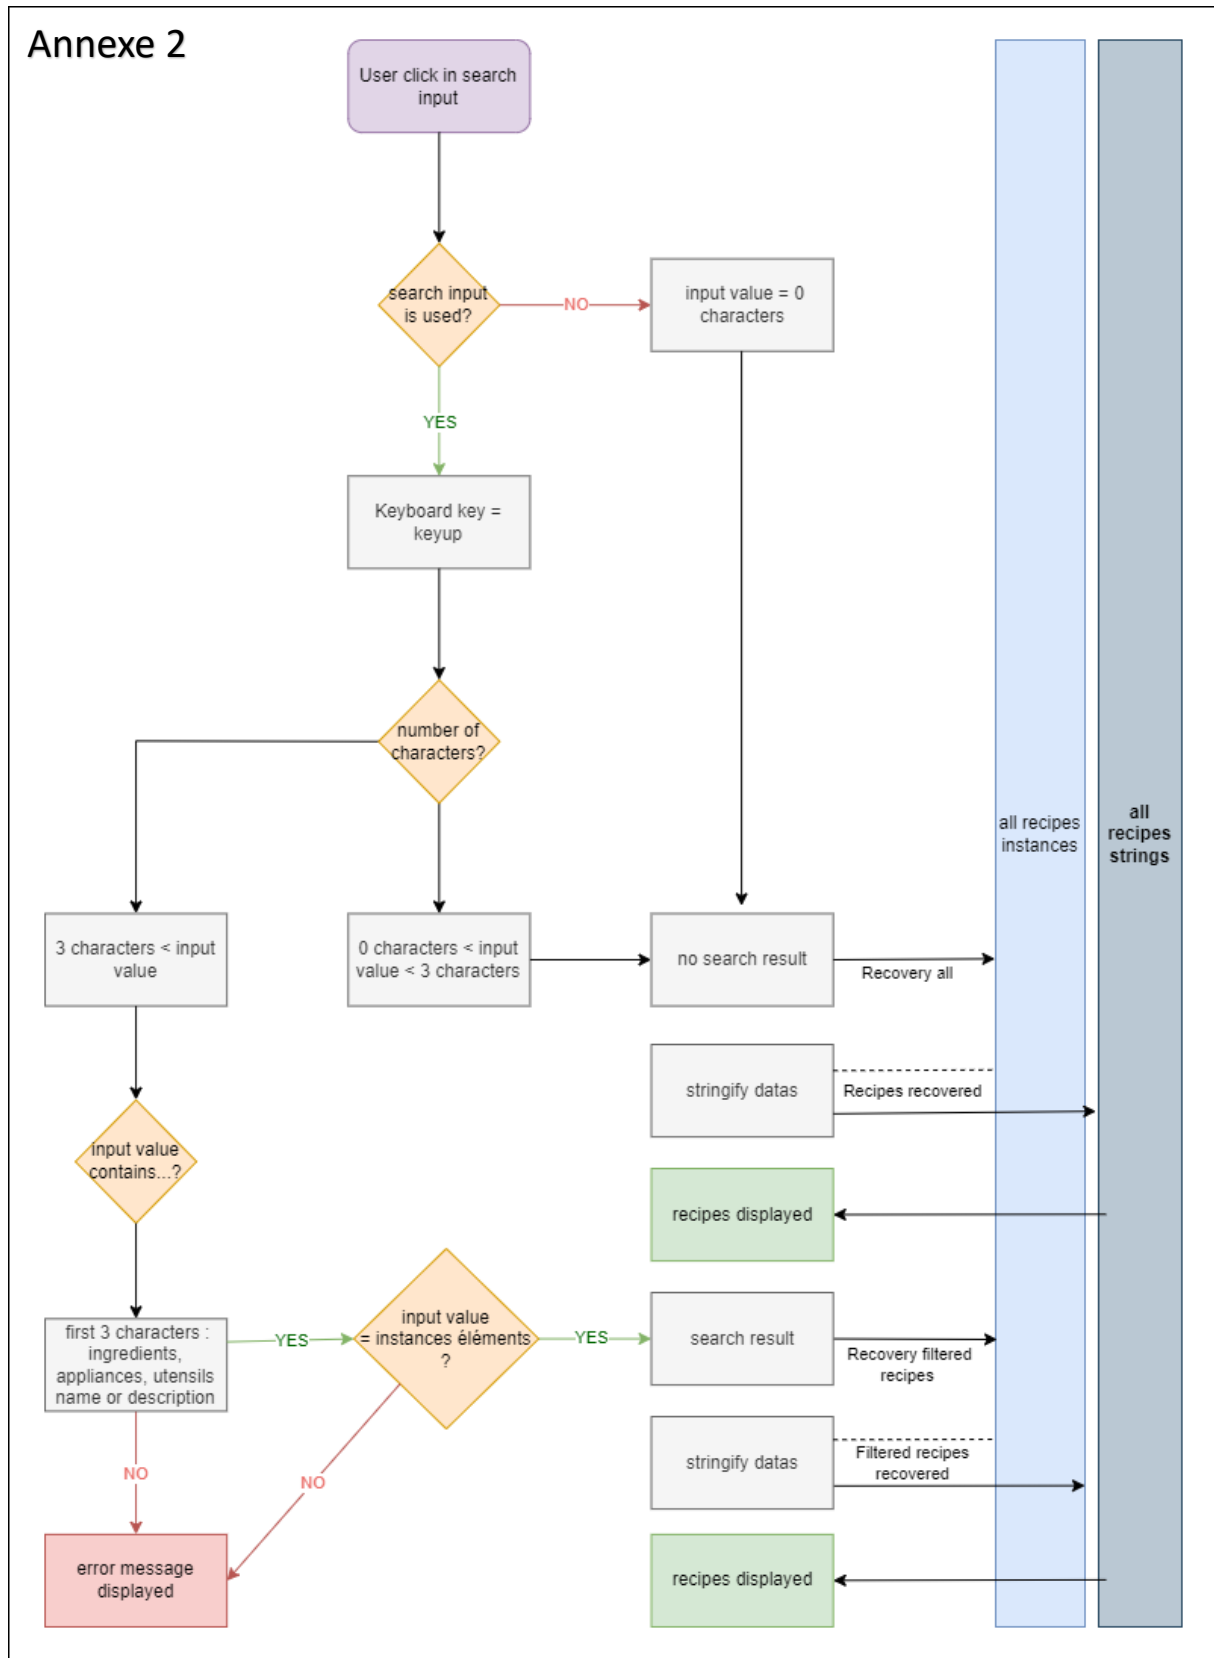 Annexe 2
User click in search
input
search input
is used?
NO
input value = 0
characters
YES
Keyboard key =
keyup
number of
characters?
all recipes
instances
all
recipes
strings
3 characters < input
value
0 characters < input
value < 3 characters
no search result
Recovery all
stringify datas
Recipes recovered
input value
contains...?
recipes displayed
first 3 characters :
ingredients,
appliances, utensils
name or description
YES
input value
= instances éléments
?
YES
search result
Recovery filtered
recipes
NO
NO
stringify datas
Filtered recipes
recovered
error message
displayed
recipes displayed